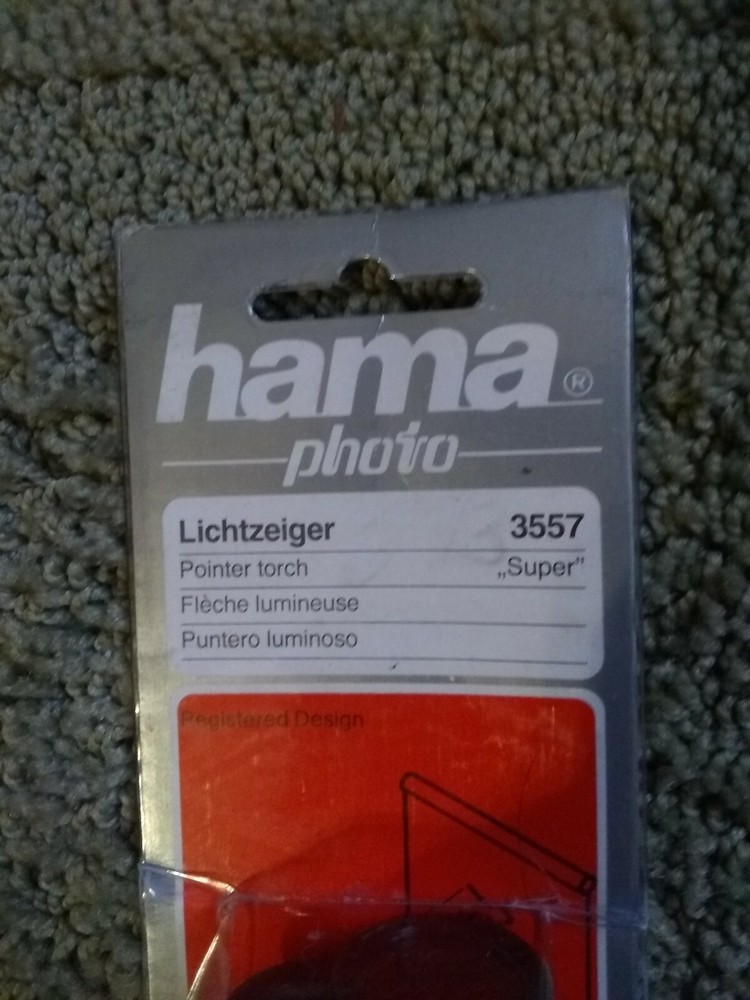 hama®
photo
Lichtzeiger 3557
Pointer torch „Super”
Flèche lumineuse
Puntero luminoso
Registered Design